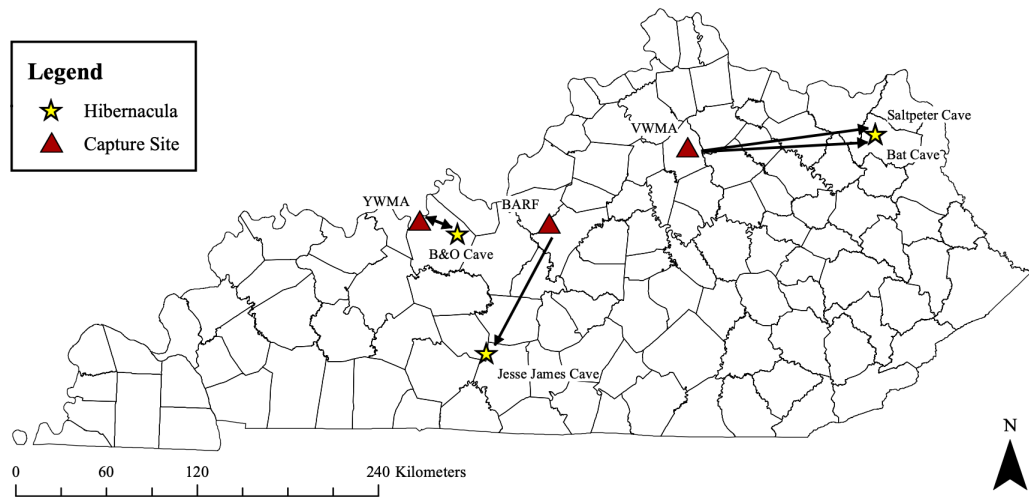 Legend
Hibernacula
Capture Site
Saltpeter Cave
VWMA
Bat Cave
YWMA
BARF
B&O Cave
Jesse James Cave
N
0 60 120 240 Kilometers